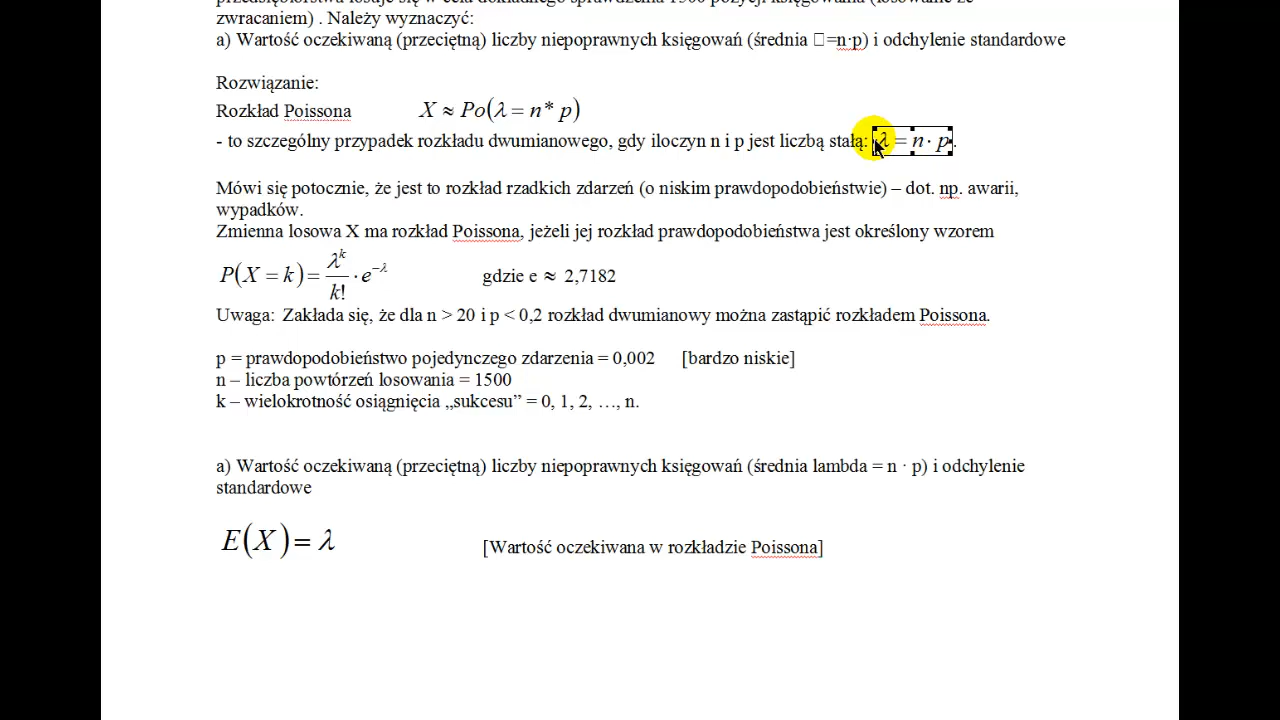 zwracaniem) . Należy wyznaczyć:
a) Wartość oczekiwaną (przeciętną) liczby niepoprawnych księgowań (średnia □=n·p) i odchylenie standardowe
Rozwiązanie:
Rozkład Poissona X ≈ Po(λ = n* p)
- to szczególny przypadek rozkładu dwumianowego, gdy iloczyn n i p jest liczbą stałą: λ = n · p.
Mówi się potocznie, że jest to rozkład rzadkich zdarzeń (o niskim prawdopodobieństwie) – dot. np. awarii,
wypadków.
Zmienna losowa X ma rozkład Poissona, jeżeli jej rozkład prawdopodobieństwa jest określony wzorem
P(X = k) = λ^k / k! · e^−λ gdzie e ≈ 2,7182
Uwaga: Zakłada się, że dla n > 20 i p < 0,2 rozkład dwumianowy można zastąpić rozkładem Poissona.
p = prawdopodobieństwo pojedynczego zdarzenia = 0,002 [bardzo niskie]
n – liczba powtórzeń losowania = 1500
k – wielokrotność osiągnięcia „sukcesu” = 0, 1, 2, …, n.
a) Wartość oczekiwaną (przeciętną) liczby niepoprawnych księgowań (średnia lambda = n · p) i odchylenie
standardowe
E(X) = λ [Wartość oczekiwana w rozkładzie Poissona]